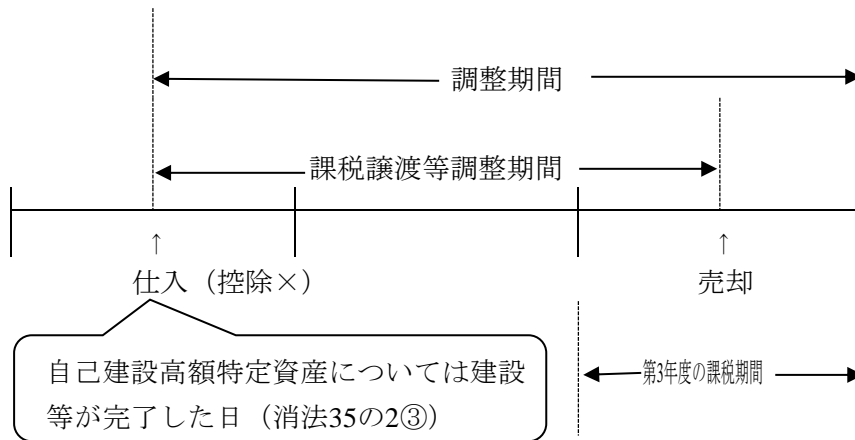 調整期間
課税譲渡等調整期間
↑
↑
仕入（控除×）
売却
自己建設高額特定資産については建設
等が完了した日（消法35の2③）
第3年度の課税期間